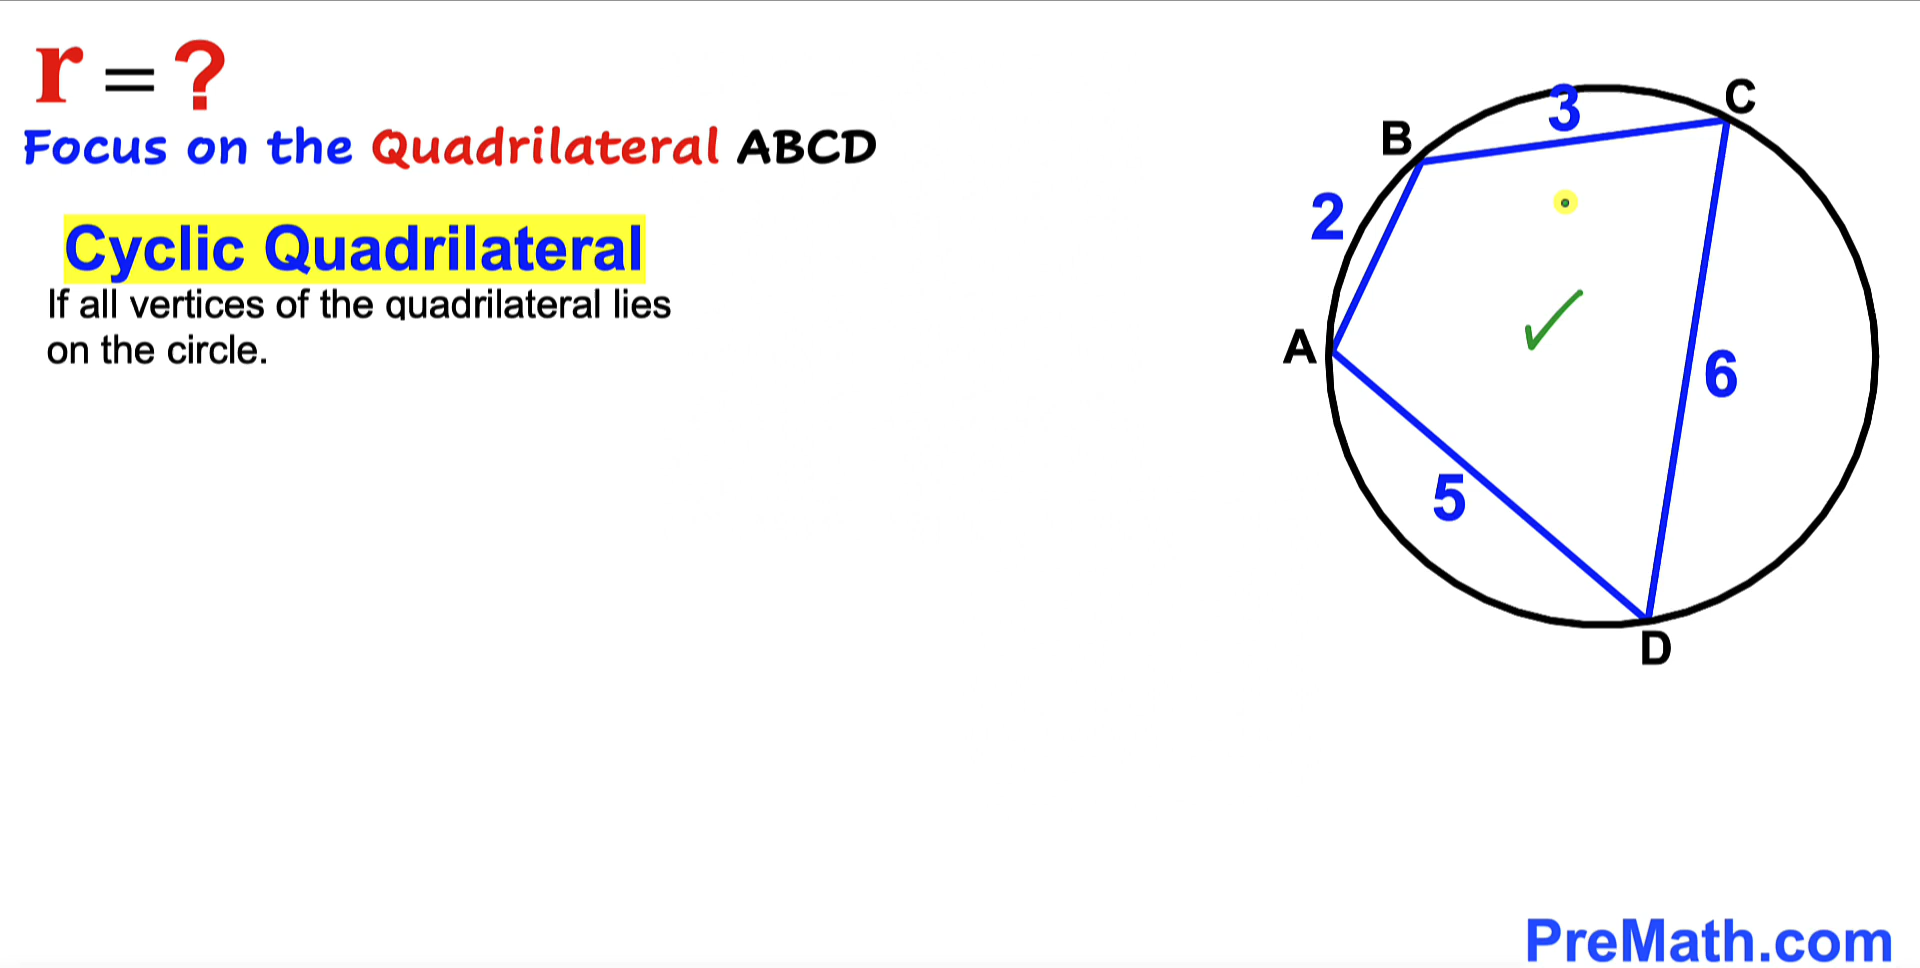 r = ?
Focus on the Quadrilateral ABCD
Cyclic Quadrilateral
If all vertices of the quadrilateral lies
on the circle.
C
3
B
2
A
6
5
D
PreMath.com